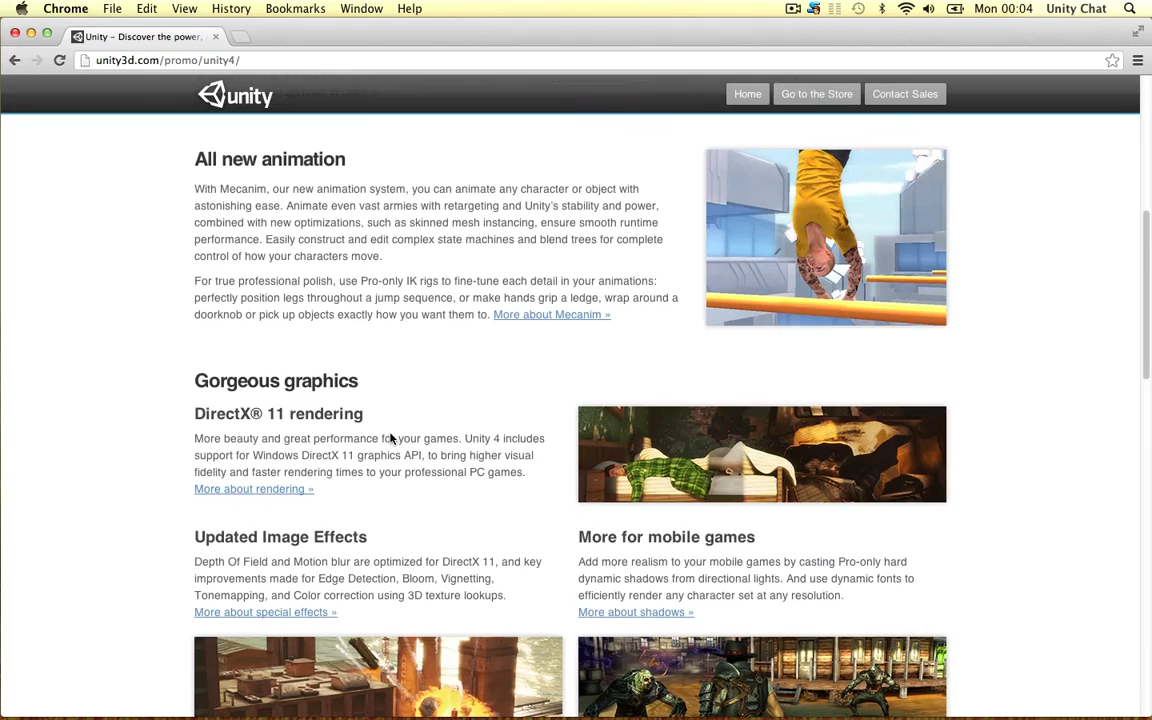 Chrome File Edit View History Bookmarks Window Help Mon 00:04 Unity Chat
Unity – Discover the power,
unity3d.com/promo/unity4/
unity Home Go to the Store Contact Sales
All new animation
With Mecanim, our new animation system, you can animate any character or object with
astonishing ease. Animate even vast armies with retargeting and Unity's stability and power,
combined with new optimizations, such as skinned mesh instancing, ensure smooth runtime
performance. Easily construct and edit complex state machines and blend trees for complete
control of how your characters move.
For true professional polish, use Pro-only IK rigs to fine-tune each detail in your animations:
perfectly position legs throughout a jump sequence, or make hands grip a ledge, wrap around a
doorknob or pick up objects exactly how you want them to. More about Mecanim »
Gorgeous graphics
DirectX® 11 rendering
More beauty and great performance for your games. Unity 4 includes
support for Windows DirectX 11 graphics API, to bring higher visual
fidelity and faster rendering times to your professional PC games.
More about rendering »
Updated Image Effects
Depth Of Field and Motion blur are optimized for DirectX 11, and key
improvements made for Edge Detection, Bloom, Vignetting,
Tonemapping, and Color correction using 3D texture lookups.
More about special effects »
More for mobile games
Add more realism to your mobile games by casting Pro-only hard
dynamic shadows from directional lights. And use dynamic fonts to
efficiently render any character set at any resolution.
More about shadows »